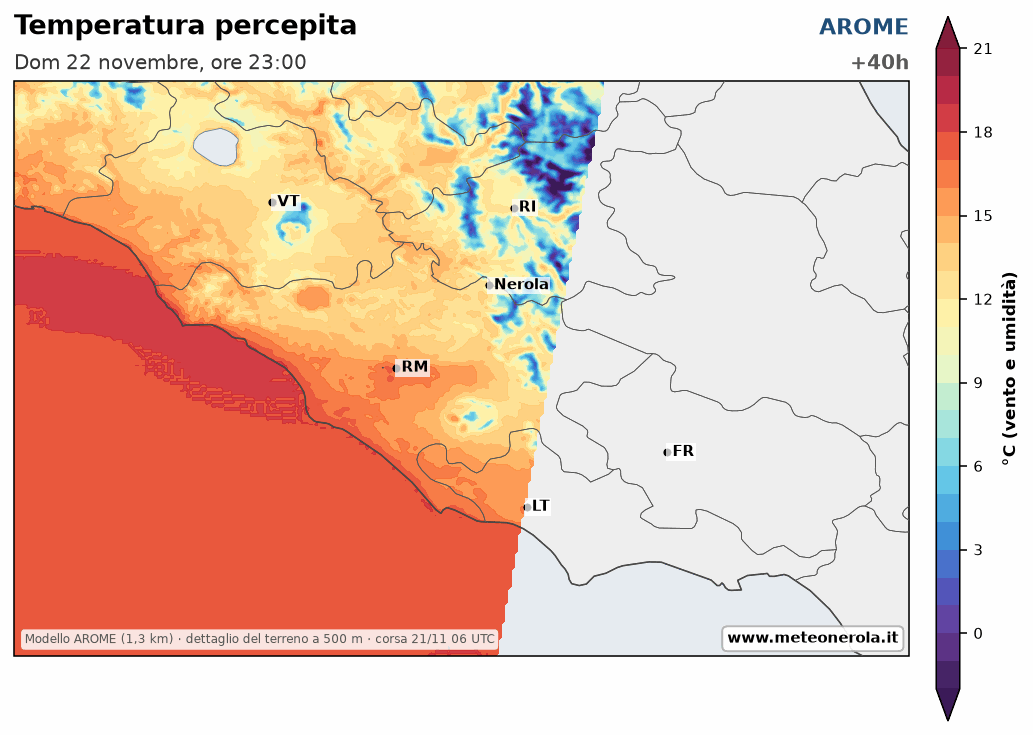 Temperatura percepita
AROME
Dom 22 novembre, ore 23:00
+40h
21
18
15
12
9
6
3
0
°C (vento e umidità)
VT
RI
Nerola
RM
FR
LT
Modello AROME (1,3 km) · dettaglio del terreno a 500 m · corsa 21/11 06 UTC
www.meteonerola.it